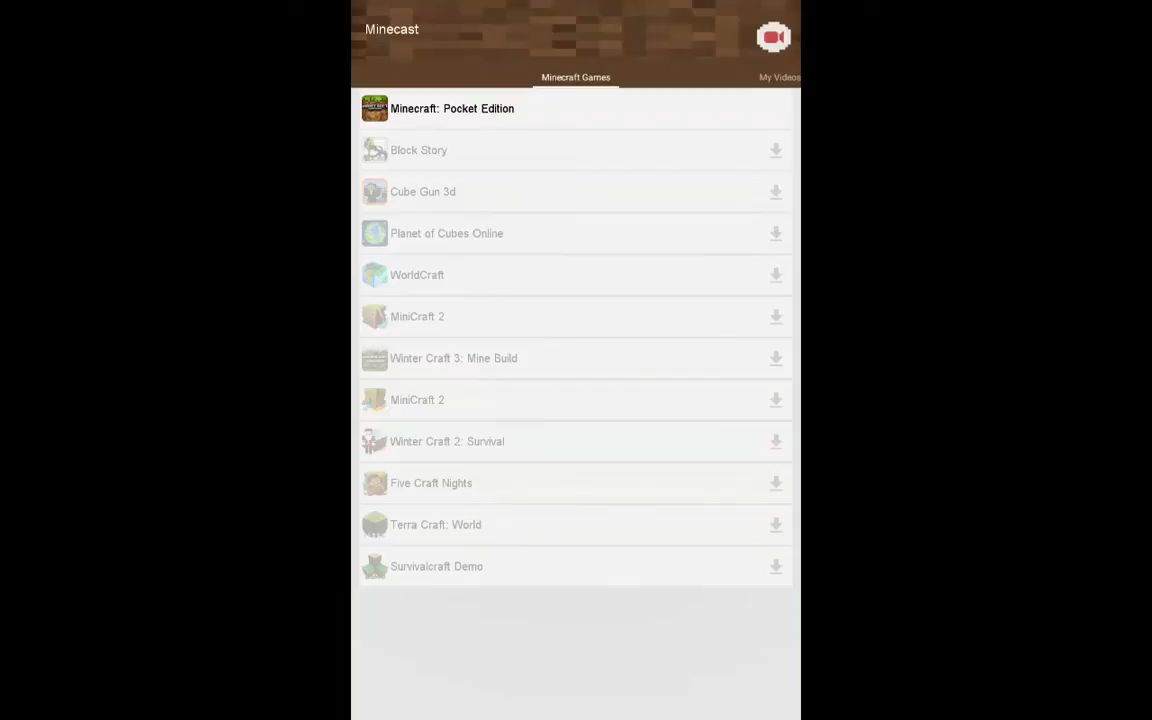 Minecast
Minecraft Games
My Videos
Minecraft: Pocket Edition
Block Story
Cube Gun 3d
Planet of Cubes Online
WorldCraft
MiniCraft 2
Winter Craft 3: Mine Build
MiniCraft 2
Winter Craft 2: Survival
Five Craft Nights
Terra Craft: World
Survivalcraft Demo